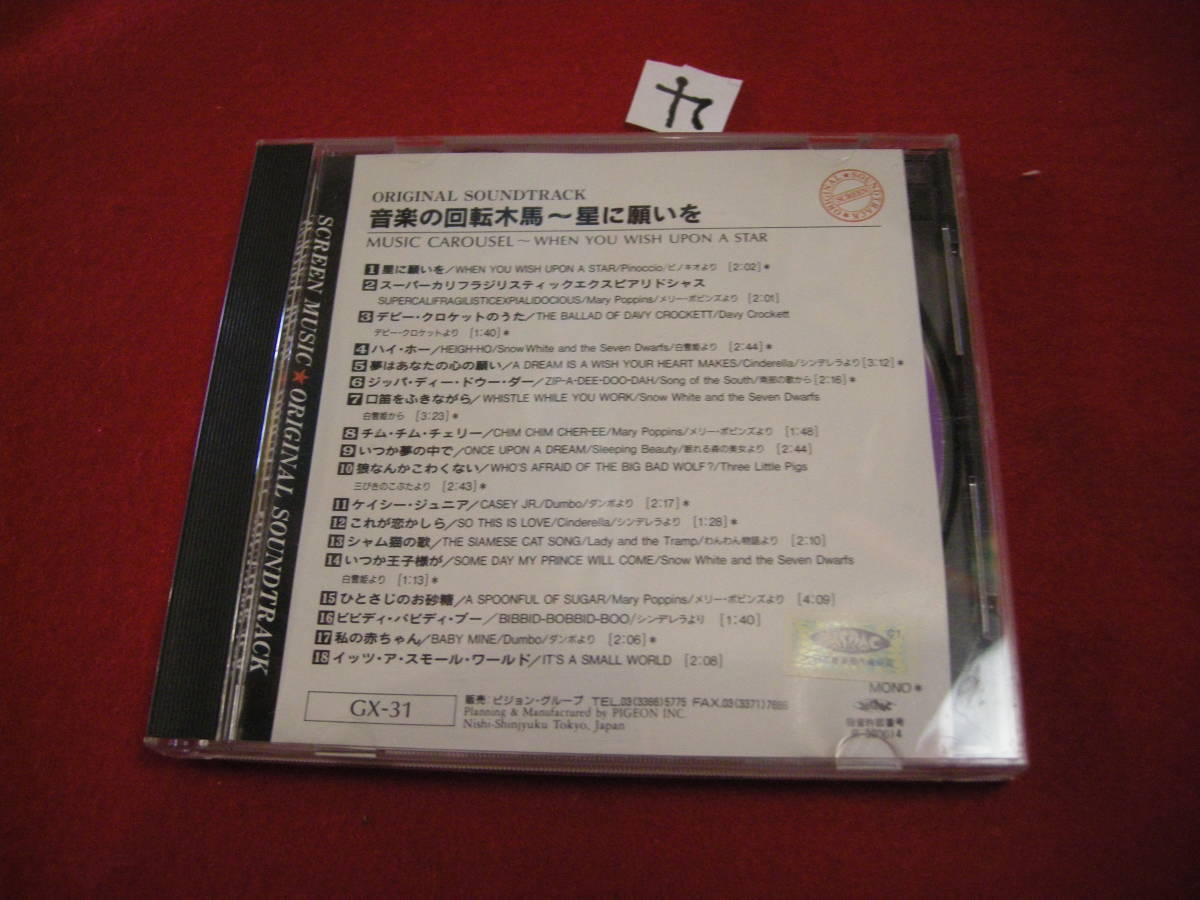 ナ
ORIGINAL SOUNDTRACK
音楽の回転木馬〜星に願いを
MUSIC CAROUSEL〜WHEN YOU WISH UPON A STAR
ORIGINAL★SOUNDTRACK★
SCREEN
SCREEN MUSIC★ORIGINAL SOUNDTRACK
1 星に願いを/WHEN YOU WISH UPON A STAR/Pinoccio/ピノキオより [2:02]*
2 スーパーカリフラジリスティックエクスピアリドシャス
SUPERCALIFRAGILISTICEXPIALIDOCIOUS/Mary Poppins/メリー・ポピンズより [2:01]
3 デビー・クロケットのうた/THE BALLAD OF DAVY CROCKETT/Davy Crockett
デビー・クロケットより [1:40]*
4 ハイ・ホー/HEIGH-HO/Snow White and the Seven Dwarfs/白雪姫より [2:44]*
5 夢はあなたの心の願い/A DREAM IS A WISH YOUR HEART MAKES/Cinderella/シンデレラより[3:12]*
6 ジッパ・ディー・ドゥー・ダー/ZIP-A-DEE-DOO-DAH/Song of the South/南部の歌から[2:16]*
7 口笛をふきながら/WHISTLE WHILE YOU WORK/Snow White and the Seven Dwarfs
白雪姫から [3:23]*
8 チム・チム・チェリー/CHIM CHIM CHER-EE/Mary Poppins/メリー・ポピンズより [1:48]
9 いつか夢の中で/ONCE UPON A DREAM/Sleeping Beauty/眠れる森の美女より [2:44]
10 狼なんかこわくない/WHO'S AFRAID OF THE BIG BAD WOLF?/Three Little Pigs
三びきのこぶたより [2:43]*
11 ケイシー・ジュニア/CASEY JR./Dumbo/ダンボより [2:17]*
12 これが恋かしら/SO THIS IS LOVE/Cinderella/シンデレラより [1:28]*
13 シャム猫の歌/THE SIAMESE CAT SONG/Lady and the Tramp/わんわん物語より [2:10]
14 いつか王子様が/SOME DAY MY PRINCE WILL COME/Snow White and the Seven Dwarfs
白雪姫より [1:13]*
15 ひとさじのお砂糖/A SPOONFUL OF SUGAR/Mary Poppins/メリー・ポピンズより [4:09]
16 ビビディ・バビディ・ブー/BIBBID-BOBBID-BOO/シンデレラより [1:40]
17 私の赤ちゃん/BABY MINE/Dumbo/ダンボより [2:06]*
18 イッツ・ア・スモール・ワールド/IT'S A SMALL WORLD [2:08]
MONO*
GX-31
販売:ピジョン・グループ TEL.03(3366)5775 FAX.03(3371)7886
Planning & Manufactured by PIGEON INC.
Nishi-Shinjyuku Tokyo, Japan
録音許諾番号